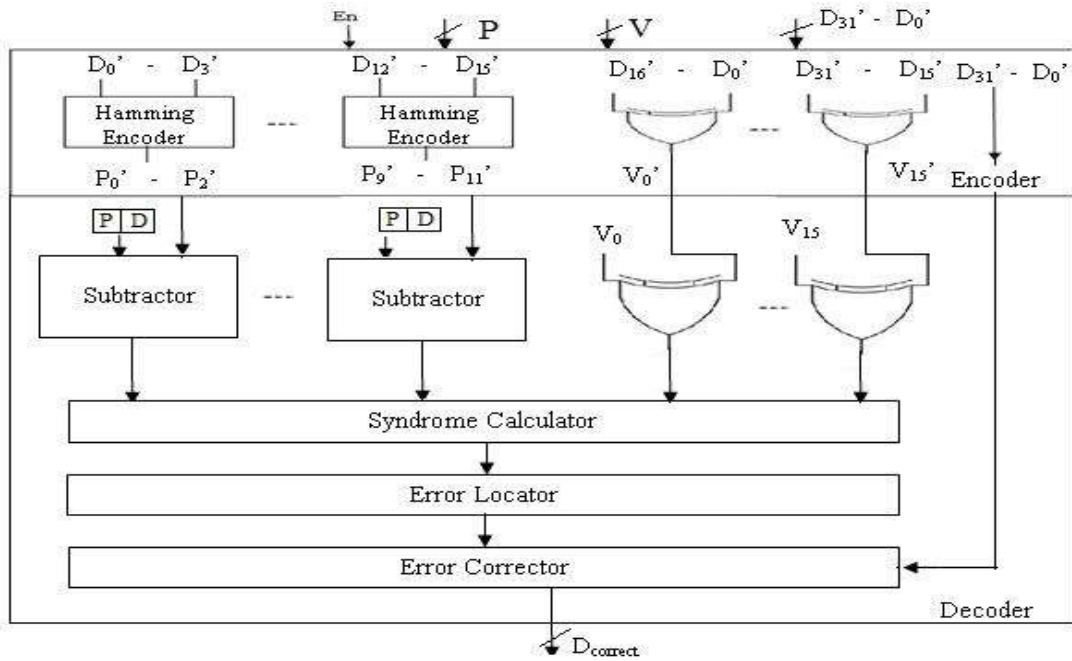 En P V D31' - D0'
D0' - D3' D12' - D15' D16' - D0' D31' - D15' D31' - D0'
Hamming Encoder --- Hamming Encoder ---
P0' - P2' P9' - P11' V0' V15' Encoder
P D P D V0 V15
Subtractor --- Subtractor ---
Syndrome Calculator
Error Locator
Error Corrector
Decoder
Dcorrect